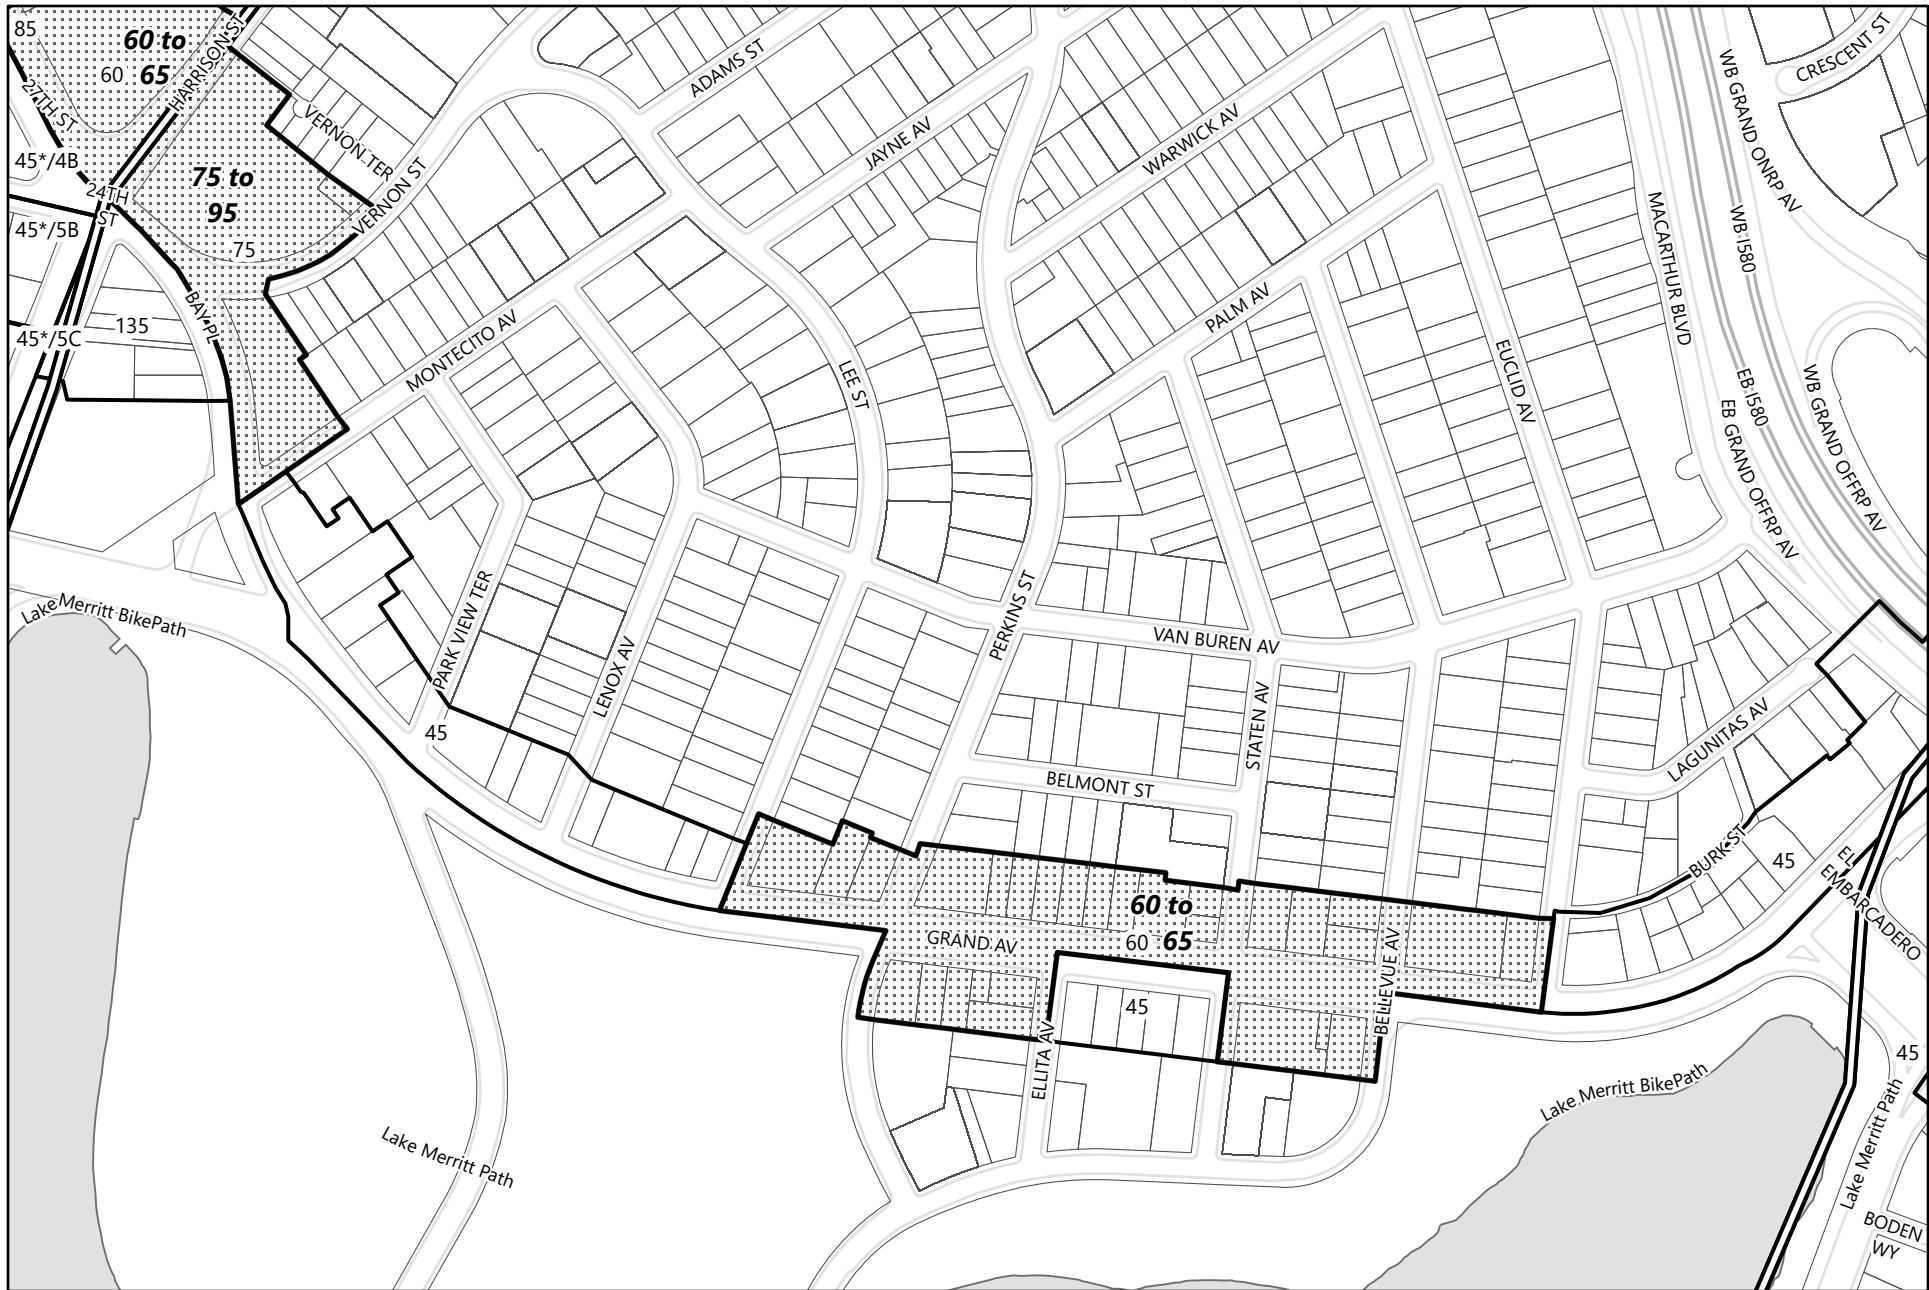 85
60 to
65
60
HARRISON ST
27TH ST
VERNON TER
45*/4B
24TH
ST
75 to
95
75
VERNON ST
45*/5B
BAY PL
135
45*/5C
ADAMS ST
JAYNE AV
WARWICK AV
WB GRAND ONRP AV
CRESCENT ST
MACARTHUR BLVD
WB I580
PALM AV
MONTECITO AV
LEE ST
EUCLID AV
EB I580
EB GRAND OFFRP AV
WB GRAND OFFRP AV
Lake Merritt BikePath
PARK VIEW TER
LENOX AV
PERKINS ST
VAN BUREN AV
STATEN AV
45
BELMONT ST
LAGUNITAS AV
BURK ST
45
EL
EMBARCADERO
60 to
65
60
GRAND AV
BELLEVUE AV
45
ELLITA AV
45
Lake Merritt BikePath
Lake Merritt Path
Lake Merritt Path
BODEN
WY